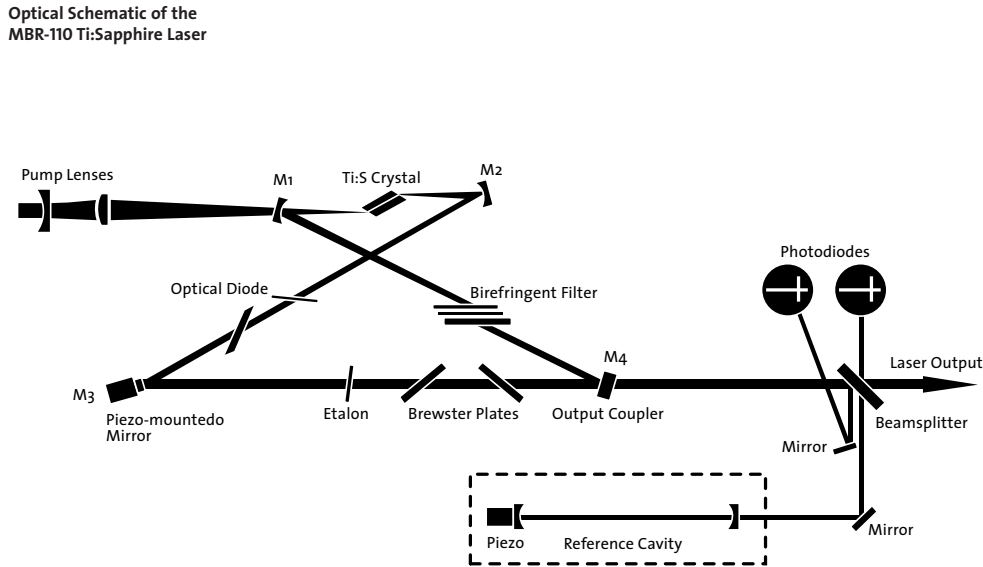 Optical Schematic of the
MBR-110 Ti:Sapphire Laser
Pump Lenses
M1
Ti:S Crystal
M2
Optical Diode
Birefringent Filter
Photodiodes
M3
Piezo-mountedo
Mirror
Etalon
Brewster Plates
M4
Output Coupler
Laser Output
Beamsplitter
Mirror
Piezo
Reference Cavity
Mirror